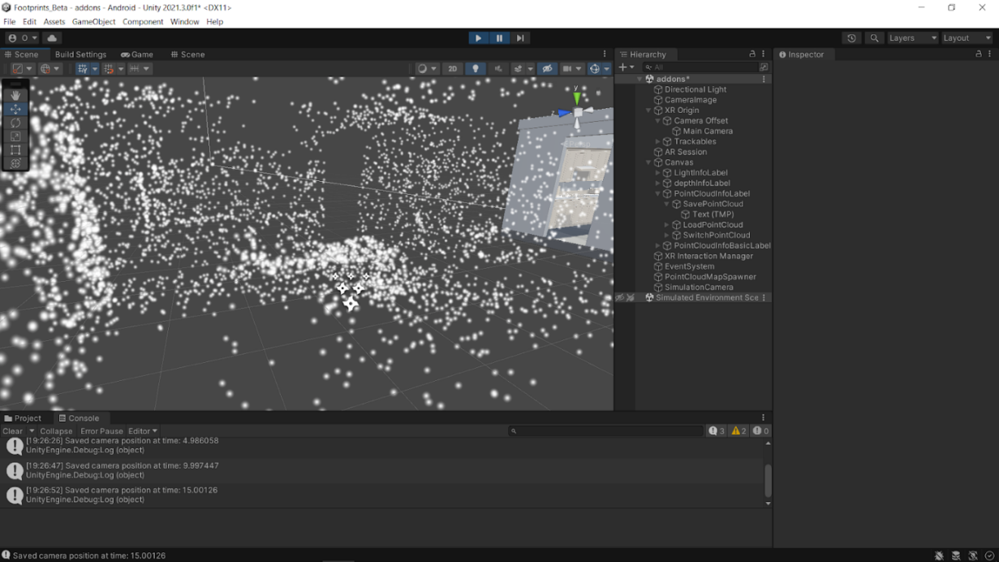 Footprints_Beta - addons - Android - Unity 2021.3.0f1* <DX11>
File Edit Assets GameObject Component Window Help
O Layers Layout
Scene Build Settings Game Scene
2D
y
z
Hierarchy
All
addons*
Directional Light
CameraImage
XR Origin
Camera Offset
Main Camera
Trackables
AR Session
Canvas
LightInfoLabel
depthInfoLabel
PointCloudInfoLabel
SavePointCloud
Text (TMP)
LoadPointCloud
SwitchPointCloud
PointCloudInfoBasicLabel
XR Interaction Manager
EventSystem
PointCloudMapSpawner
SimulationCamera
Simulated Environment Sce
Inspector
Project Console
Clear Collapse Error Pause Editor 3 2 0
[19:26:26] Saved camera position at time: 4.986058
UnityEngine.Debug:Log (object)
[19:26:47] Saved camera position at time: 9.997447
UnityEngine.Debug:Log (object)
[19:26:52] Saved camera position at time: 15.00126
UnityEngine.Debug:Log (object)
Saved camera position at time: 15.00126